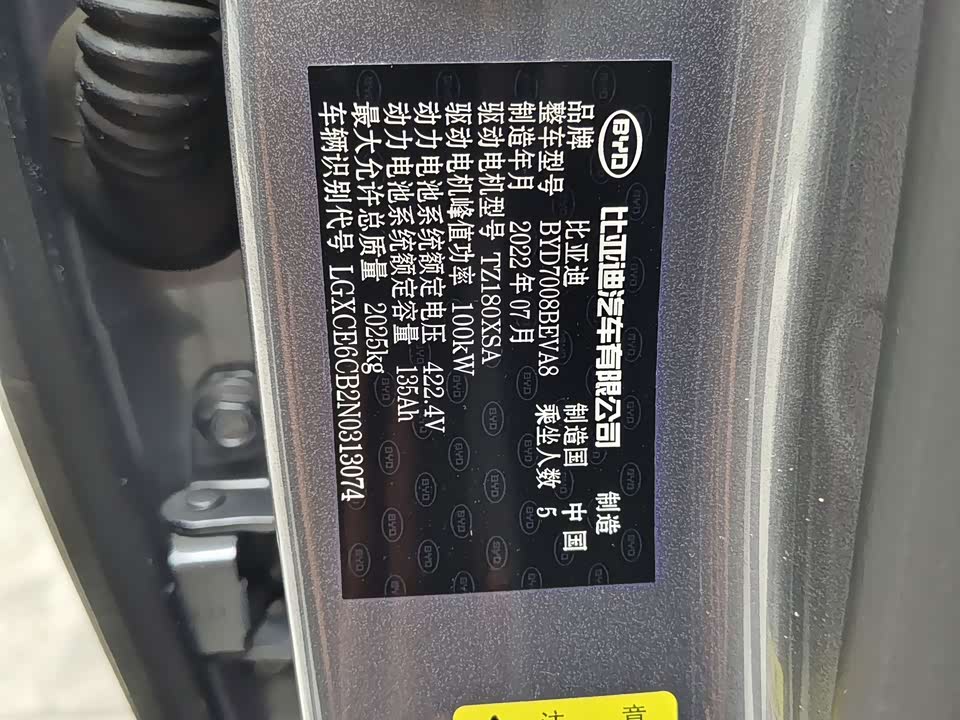 BYD 比亚迪汽车有限公司 制造
品牌 比亚迪 制造国 中国
整车型号 BYD7008BEVA8 乘坐人数 5
制造年月 2022年07月
驱动电机型号 TZ180XSA
驱动电机峰值功率 100kW
动力电池系统额定电压 422.4V
动力电池系统额定容量 135Ah
最大允许总质量 2025kg
车辆识别代号 LGXCE6CB2N0313074
注 意